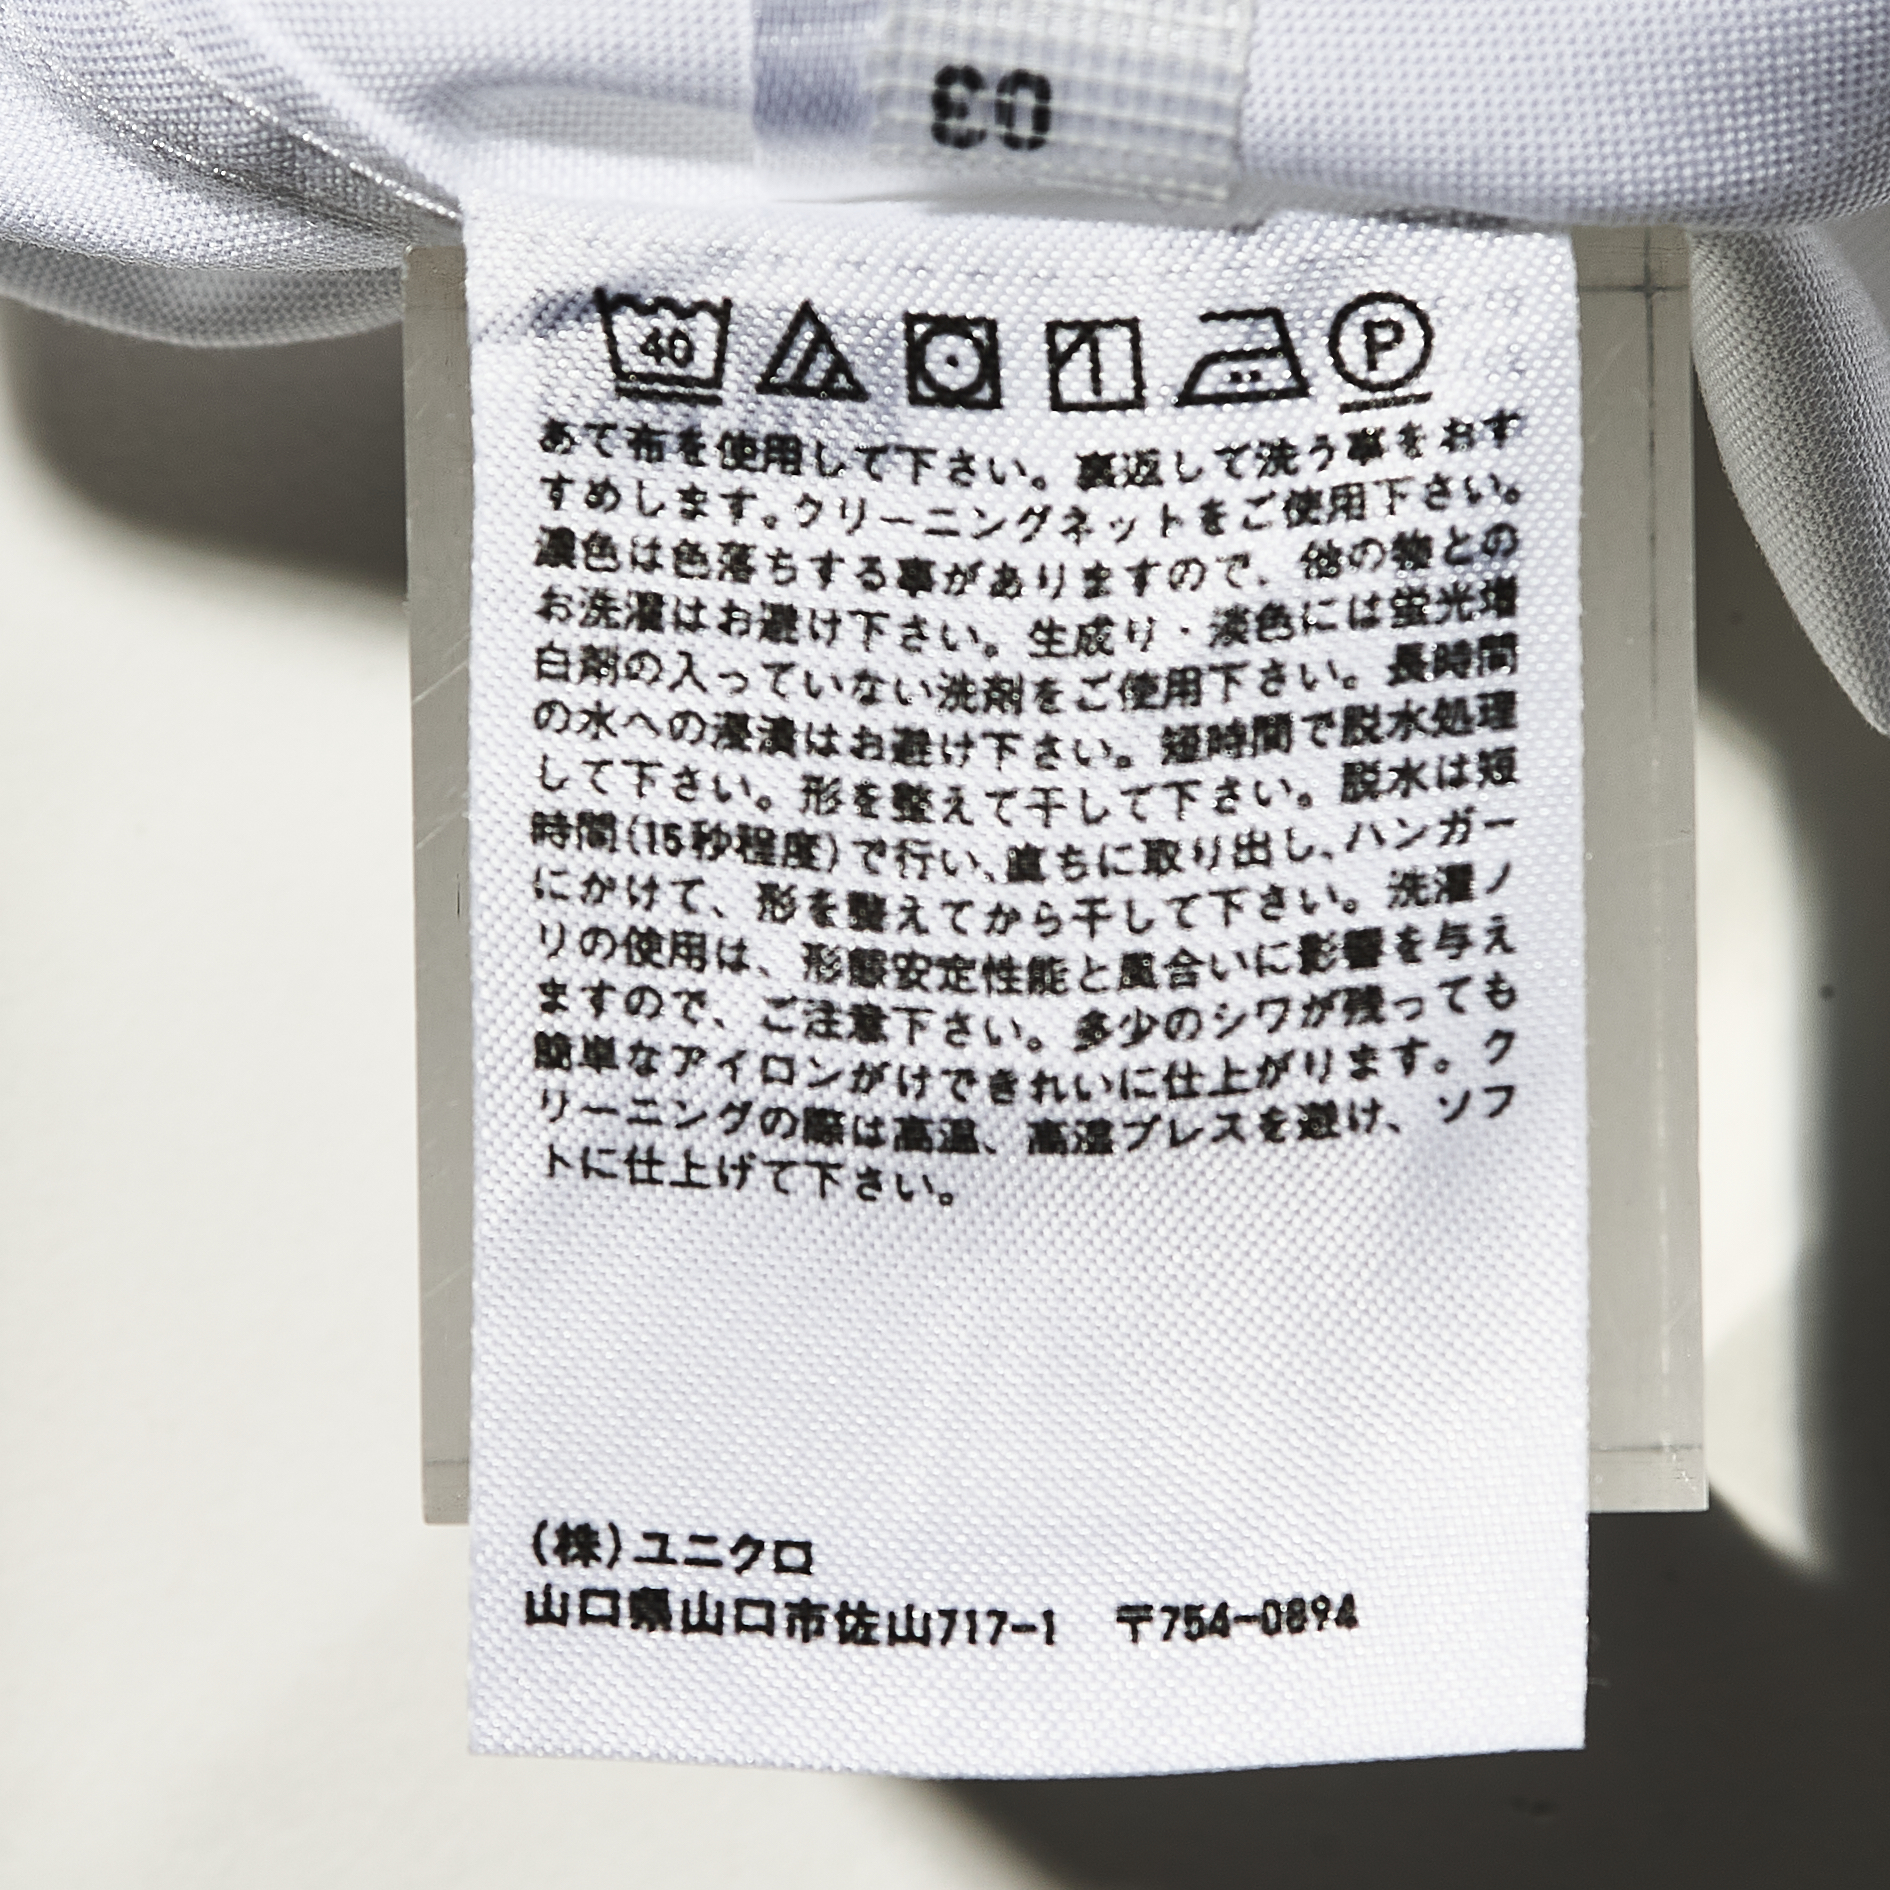 03
40
P
あて布を使用して下さい。裏返して洗う事をおす
すめします。クリーニングネットをご使用下さい。
濃色は色落ちする事がありますので、他の物との
お洗濯はお避け下さい。生成り・淡色には蛍光増
白剤の入っていない洗剤をご使用下さい。長時間
の水への浸漬はお避け下さい。短時間で脱水処理
して下さい。形を整えて干して下さい。脱水は短
時間(15秒程度)で行い、直ちに取り出し、ハンガー
にかけて、形を整えてから干して下さい。洗濯ノ
リの使用は、形態安定性能と風合いに影響を与え
ますので、ご注意下さい。多少のシワが残っても
簡単なアイロンがけできれいに仕上がります。ク
リーニングの際は高温、高湿プレスを避け、ソフ
トに仕上げて下さい。
(株)ユニクロ
山口県山口市佐山717-1 〒754-0894